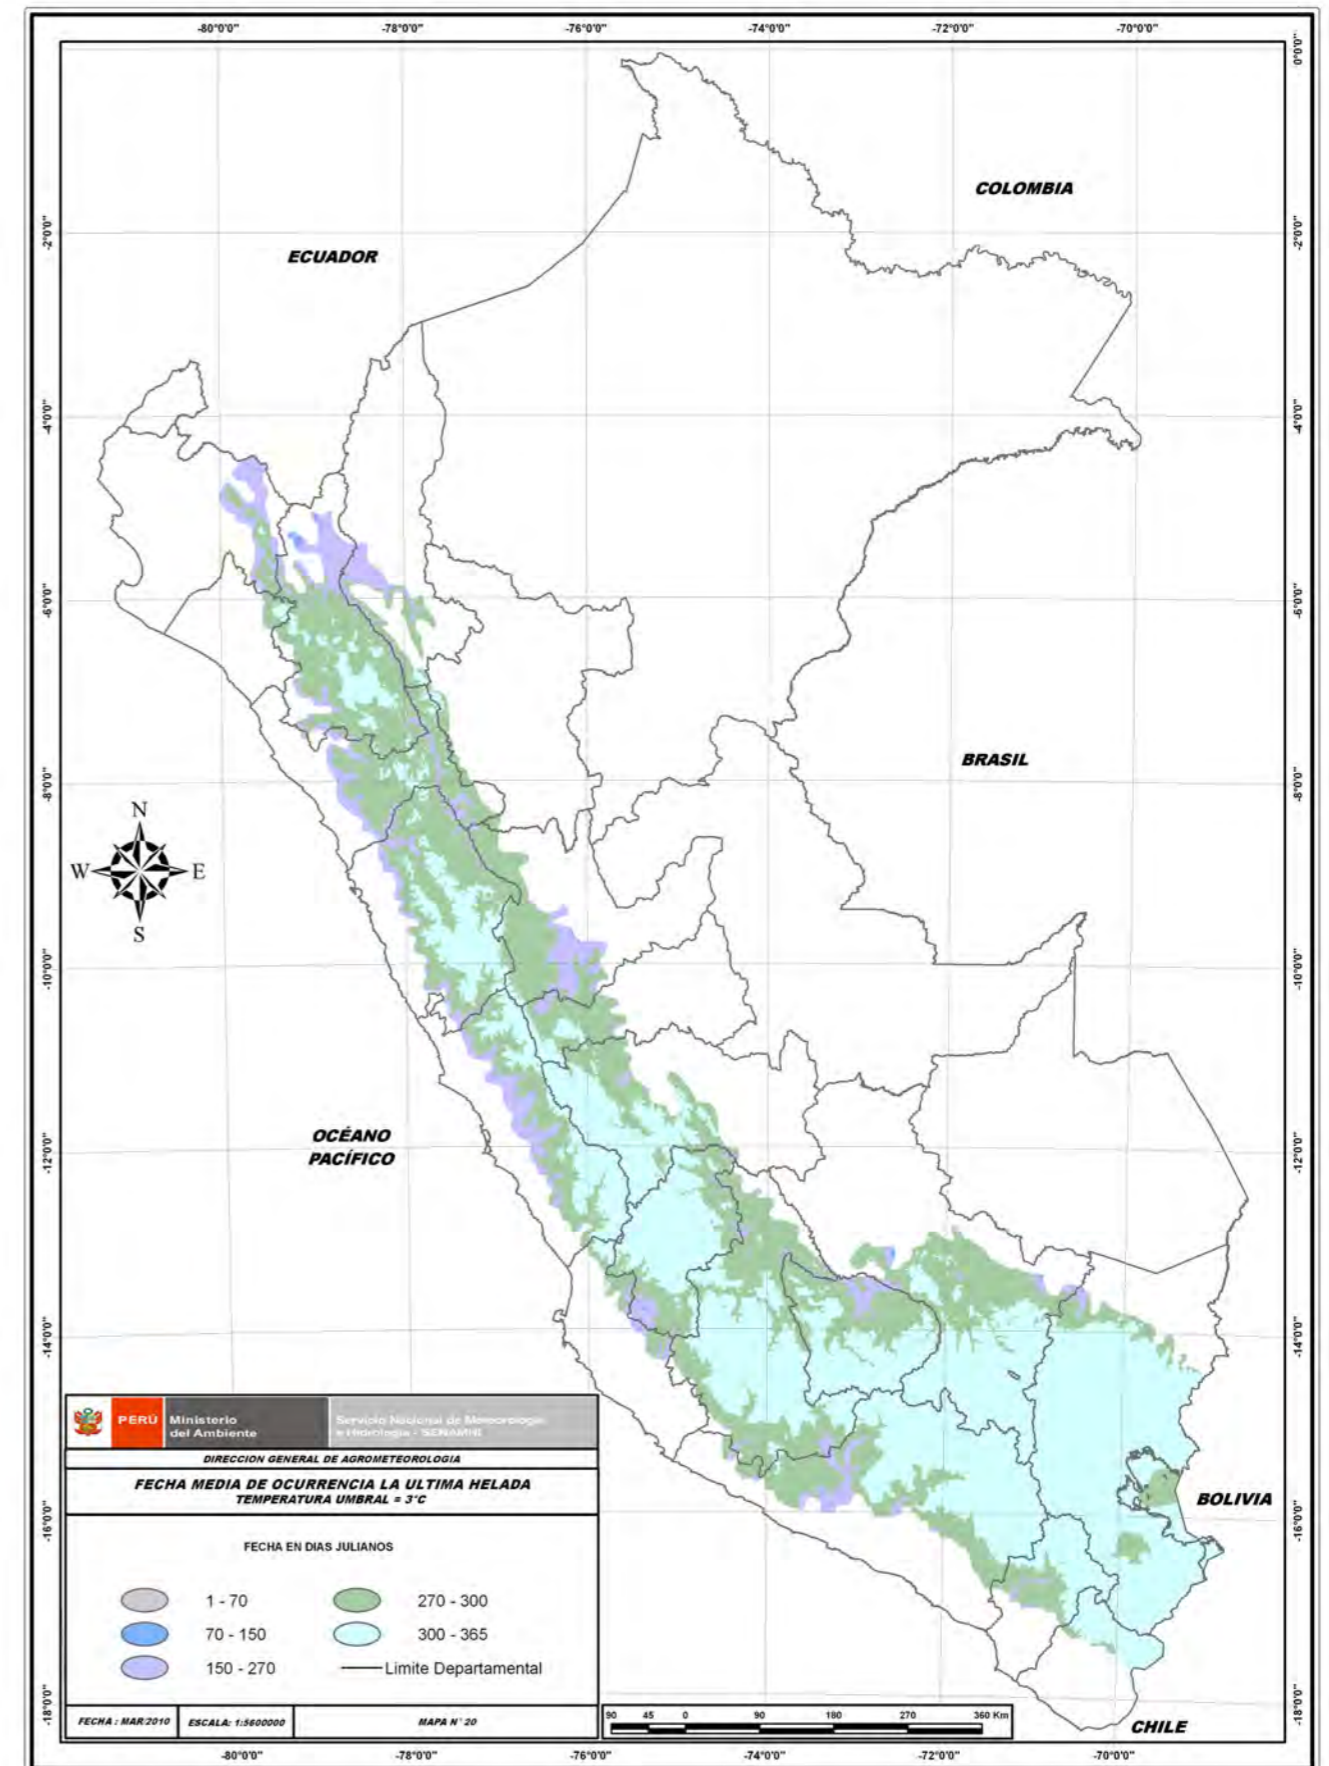 -80°0'0"
-78°0'0"
-76°0'0"
-74°0'0"
-72°0'0"
-70°0'0"
0°0'0"
COLOMBIA
-2°0'0"
-2°0'0"
ECUADOR
-4°0'0"
-4°0'0"
-6°0'0"
-6°0'0"
BRASIL
-8°0'0"
-8°0'0"
N
W
E
S
-10°0'0"
-10°0'0"
OCÉANO
PACÍFICO
-12°0'0"
-12°0'0"
-14°0'0"
-14°0'0"
PERÚ
Ministerio
del Ambiente
Servicio Nacional de Meteorología
e Hidrología - SENAMHI
DIRECCION GENERAL DE AGROMETEOROLOGIA
FECHA MEDIA DE OCURRENCIA LA ULTIMA HELADA
TEMPERATURA UMBRAL = 3°C
BOLIVIA
-16°0'0"
-16°0'0"
FECHA EN DIAS JULIANOS
1 - 70
270 - 300
70 - 150
300 - 365
150 - 270
Limite Departamental
FECHA : MAR/2010
ESCALA: 1:5600000
MAPA N° 20
90 45 0 90 180 270 360 Km
CHILE
-18°0'0"
-18°0'0"
-80°0'0"
-78°0'0"
-76°0'0"
-74°0'0"
-72°0'0"
-70°0'0"